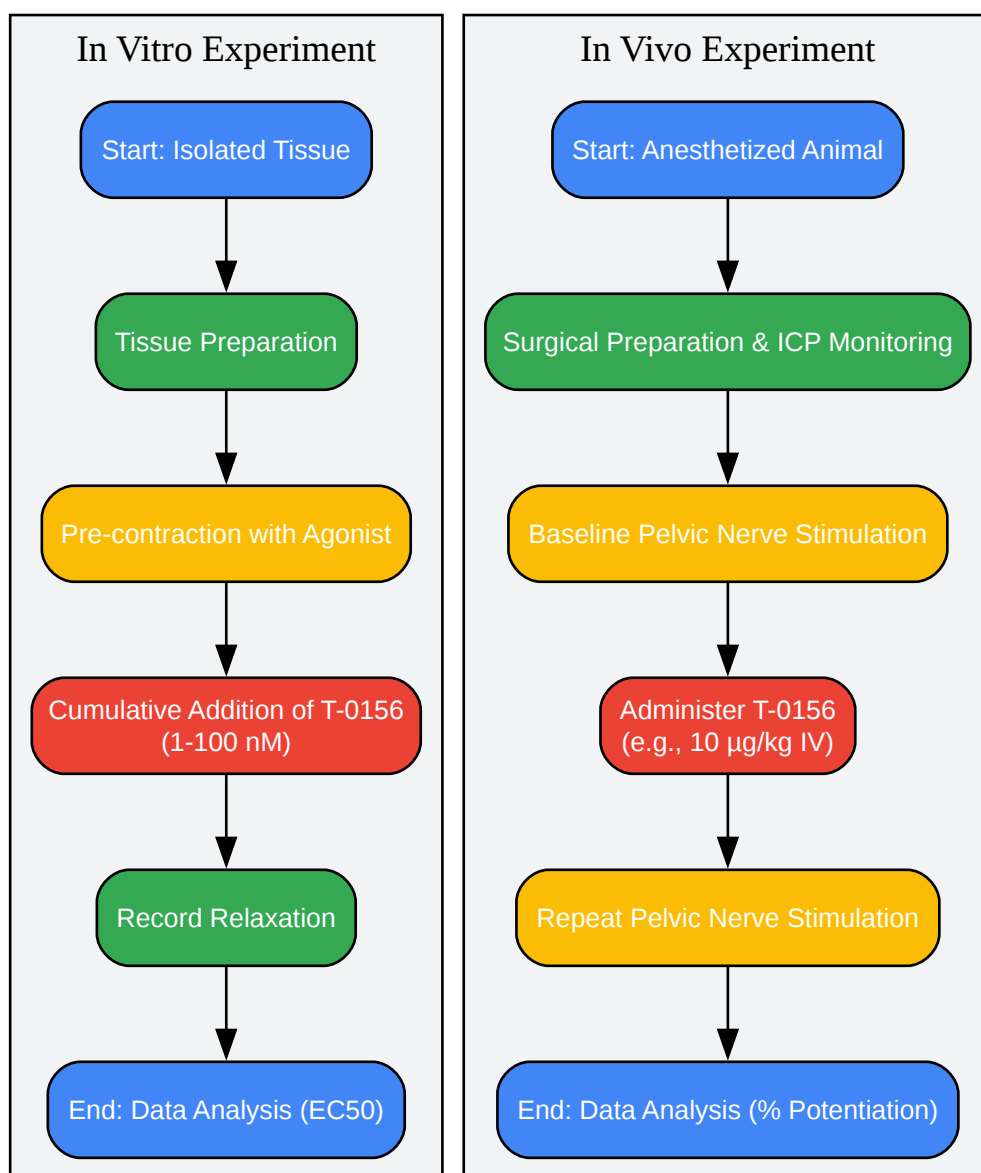 In Vitro Experiment
Start: Isolated Tissue
Tissue Preparation
Pre-contraction with Agonist
Cumulative Addition of T-0156
(1-100 nM)
Record Relaxation
End: Data Analysis (EC50)
In Vivo Experiment
Start: Anesthetized Animal
Surgical Preparation & ICP Monitoring
Baseline Pelvic Nerve Stimulation
Administer T-0156
(e.g., 10 µg/kg IV)
Repeat Pelvic Nerve Stimulation
End: Data Analysis (% Potentiation)